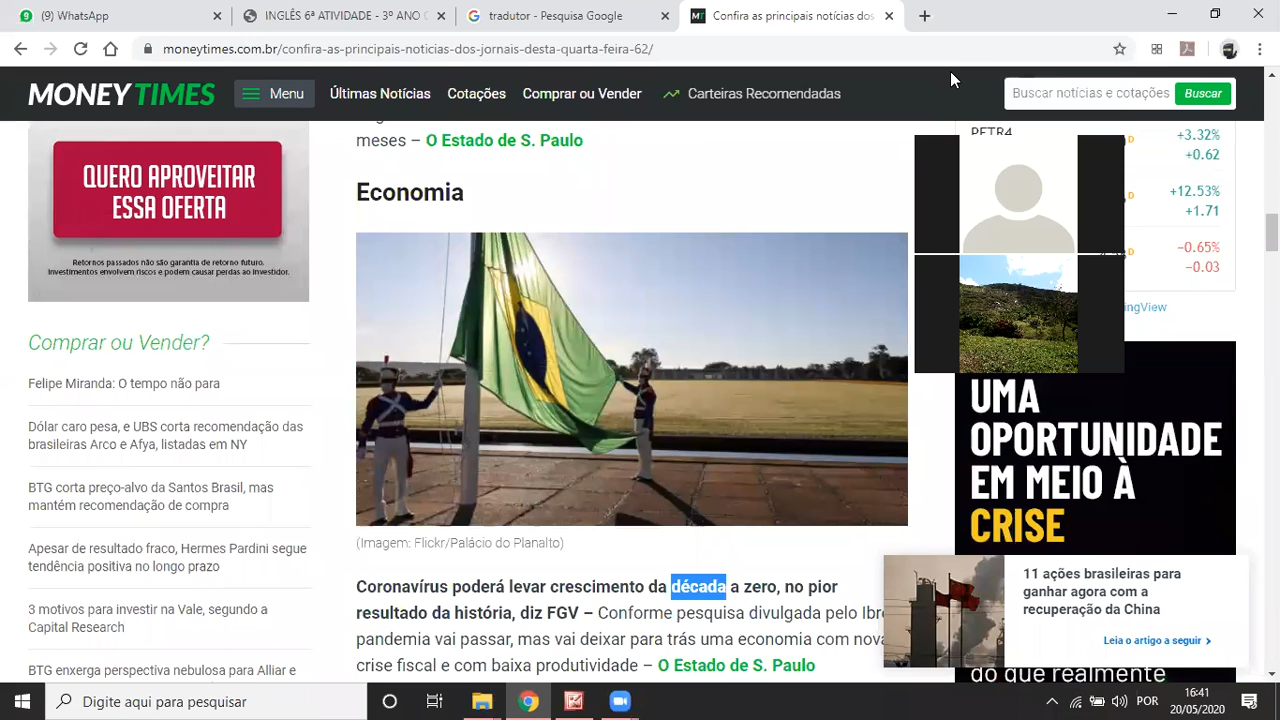 (9) WhatsApp
INGLÊS 6ª ATIVIDADE - 3º ANO (
tradutor - Pesquisa Google
Confira as principais notícias dos
moneytimes.com.br/confira-as-principais-noticias-dos-jornais-desta-quarta-feira-62/
MONEY TIMES
Menu
Últimas Notícias
Cotações
Comprar ou Vender
Carteiras Recomendadas
Buscar notícias e cotações
Buscar
QUERO APROVEITAR
ESSA OFERTA
Retornos passados não são garantia de retorno futuro.
Investimentos envolvem riscos e podem causar perdas ao investidor.
Comprar ou Vender?
Felipe Miranda: O tempo não para
Dólar caro pesa, e UBS corta recomendação das
brasileiras Arco e Afya, listadas em NY
BTG corta preço-alvo da Santos Brasil, mas
mantém recomendação de compra
Apesar de resultado fraco, Hermes Pardini segue
tendência positiva no longo prazo
3 motivos para investir na Vale, segundo a
Capital Research
BTG enxerga perspectiva nebulosa para Alliar e
meses – O Estado de S. Paulo
Economia
(Imagem: Flickr/Palácio do Planalto)
Coronavírus poderá levar crescimento da década a zero, no pior
resultado da história, diz FGV – Conforme pesquisa divulgada pelo Ibre
pandemia vai passar, mas vai deixar para trás uma economia com nova
crise fiscal e com baixa produtividade – O Estado de S. Paulo
PETR4
D
+3.32%
+0.62
D
+12.53%
+1.71
D
−0.65%
−0.03
ingView
UMA
OPORTUNIDADE
EM MEIO À
CRISE
11 ações brasileiras para
ganhar agora com a
recuperação da China
Leia o artigo a seguir
do que realmente
Digite aqui para pesquisar
POR
16:41
20/05/2020